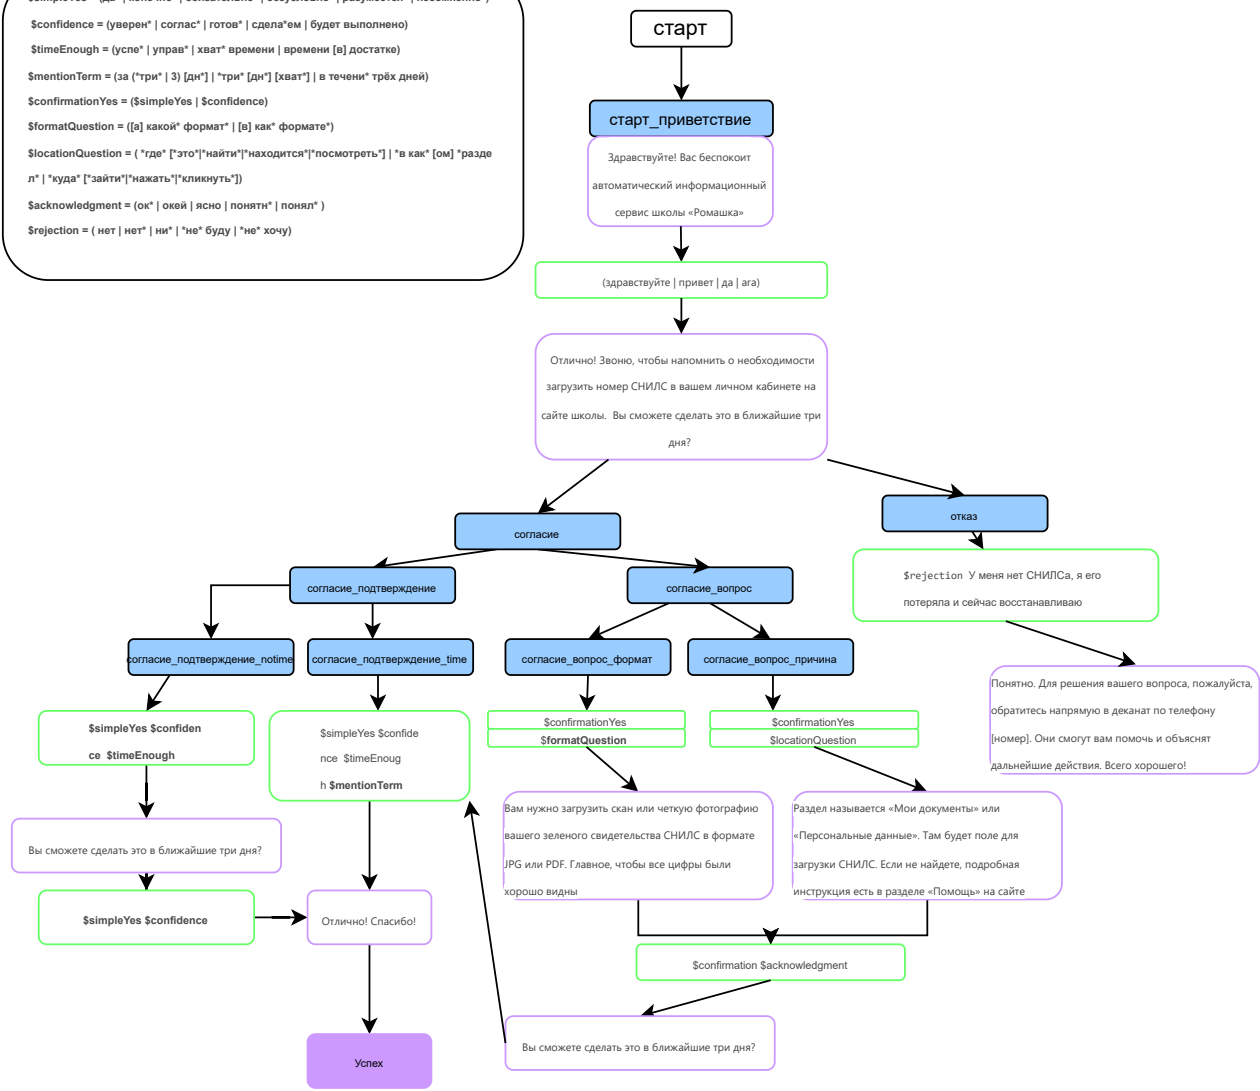 $confidence = (уверен* | соглас* | готов* | сдела*ем | будет выполнено)
$timeEnough = (успе* | управ* | хват* времени | времени [в] достатке)
$mentionTerm = (за (*три* | 3) [дн*] | *три* [дн*] [хват*] | в течени* трёх дней)
$confirmationYes = ($simpleYes | $confidence)
$formatQuestion = ([а] какой* формат* | [в] как* формате*)
$locationQuestion = ( *где* [*это*|*найти*|*находится*|*посмотреть*] | *в как* [ом] *разде
л* | *куда* [*зайти*|*нажать*|*кликнуть*])
$acknowledgment = (ок* | окей | ясно | понятн* | понял* )
$rejection = ( нет | нет* | ни* | *не* буду | *не* хочу)
старт
старт_приветствие
Здравствуйте! Вас беспокоит
автоматический информационный
сервис школы «Ромашка»
(здравствуйте | привет | да | ага)
Отлично! Звоню, чтобы напомнить о необходимости
загрузить номер СНИЛС в вашем личном кабинете на
сайте школы.  Вы сможете сделать это в ближайшие три
дня?
согласие
отказ
согласие_подтверждение
согласие_вопрос
$rejection У меня нет СНИЛСа, я его
потеряла и сейчас восстанавливаю
согласие_подтверждение_notime
согласие_подтверждение_time
согласие_вопрос_формат
согласие_вопрос_причина
Понятно. Для решения вашего вопроса, пожалуйста,
обратитесь напрямую в деканат по телефону
[номер]. Они смогут вам помочь и объяснят
дальнейшие действия. Всего хорошего!
$simpleYes $confiden
ce  $timeEnough
$simpleYes $confide
nce  $timeEnoug
h $mentionTerm
$confirmationYes
$formatQuestion
$confirmationYes
$locationQuestion
Вам нужно загрузить скан или четкую фотографию
вашего зеленого свидетельства СНИЛС в формате
JPG или PDF. Главное, чтобы все цифры были
хорошо видны
Раздел называется «Мои документы» или
«Персональные данные». Там будет поле для
загрузки СНИЛС. Если не найдете, подробная
инструкция есть в разделе «Помощь» на сайте
Вы сможете сделать это в ближайшие три дня?
$simpleYes $confidence
Отлично! Спасибо!
$confirmation $acknowledgment
Вы сможете сделать это в ближайшие три дня?
Успех